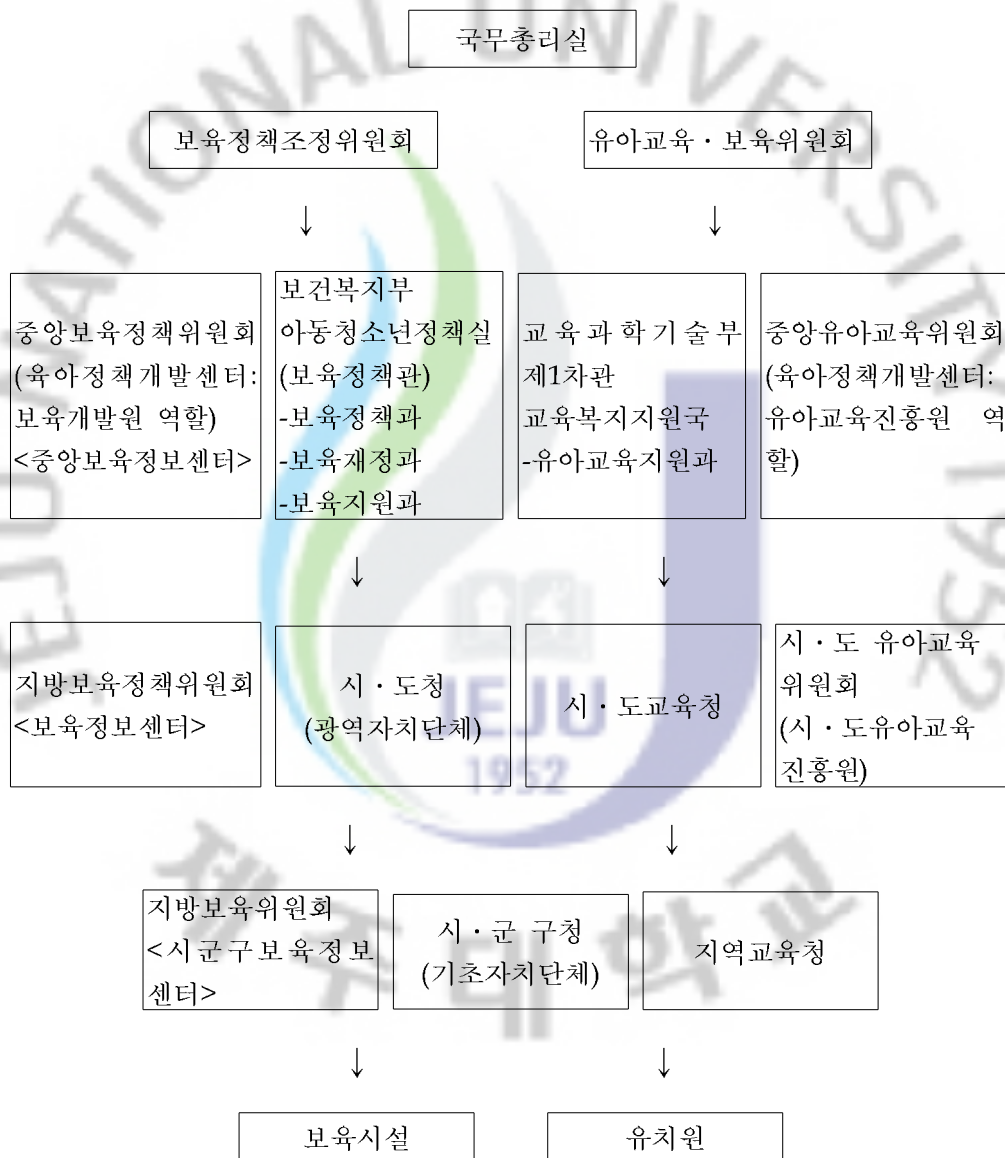 국무총리실
보육정책조정위원회
유아교육 · 보육위원회
↓
↓
중앙보육정책위원회
(육아정책개발센터:
보육개발원 역할)
<중앙보육정보센터>
보건복지부
아동청소년정책실
(보육정책관)
-보육정책과
-보육재정과
-보육지원과
교육과학기술부
제1차관
교육복지지원국
-유아교육지원과
중앙유아교육위원회
(육아정책개발센터:
유아교육진흥원 역
할)
↓
↓
지방보육정책위원회
<보육정보센터>
시 · 도청
(광역자치단체)
시 · 도교육청
시 · 도 유아교육
위원회
(시 · 도유아교육
진흥원)
↓
↓
지방보육위원회
<시군구보육정보
센터>
시 · 군 구청
(기초자치단체)
지역교육청
↓
↓
보육시설
유치원
JEJU NATIONAL UNIVERSITY 1952
JEJU
1952
제주대학교